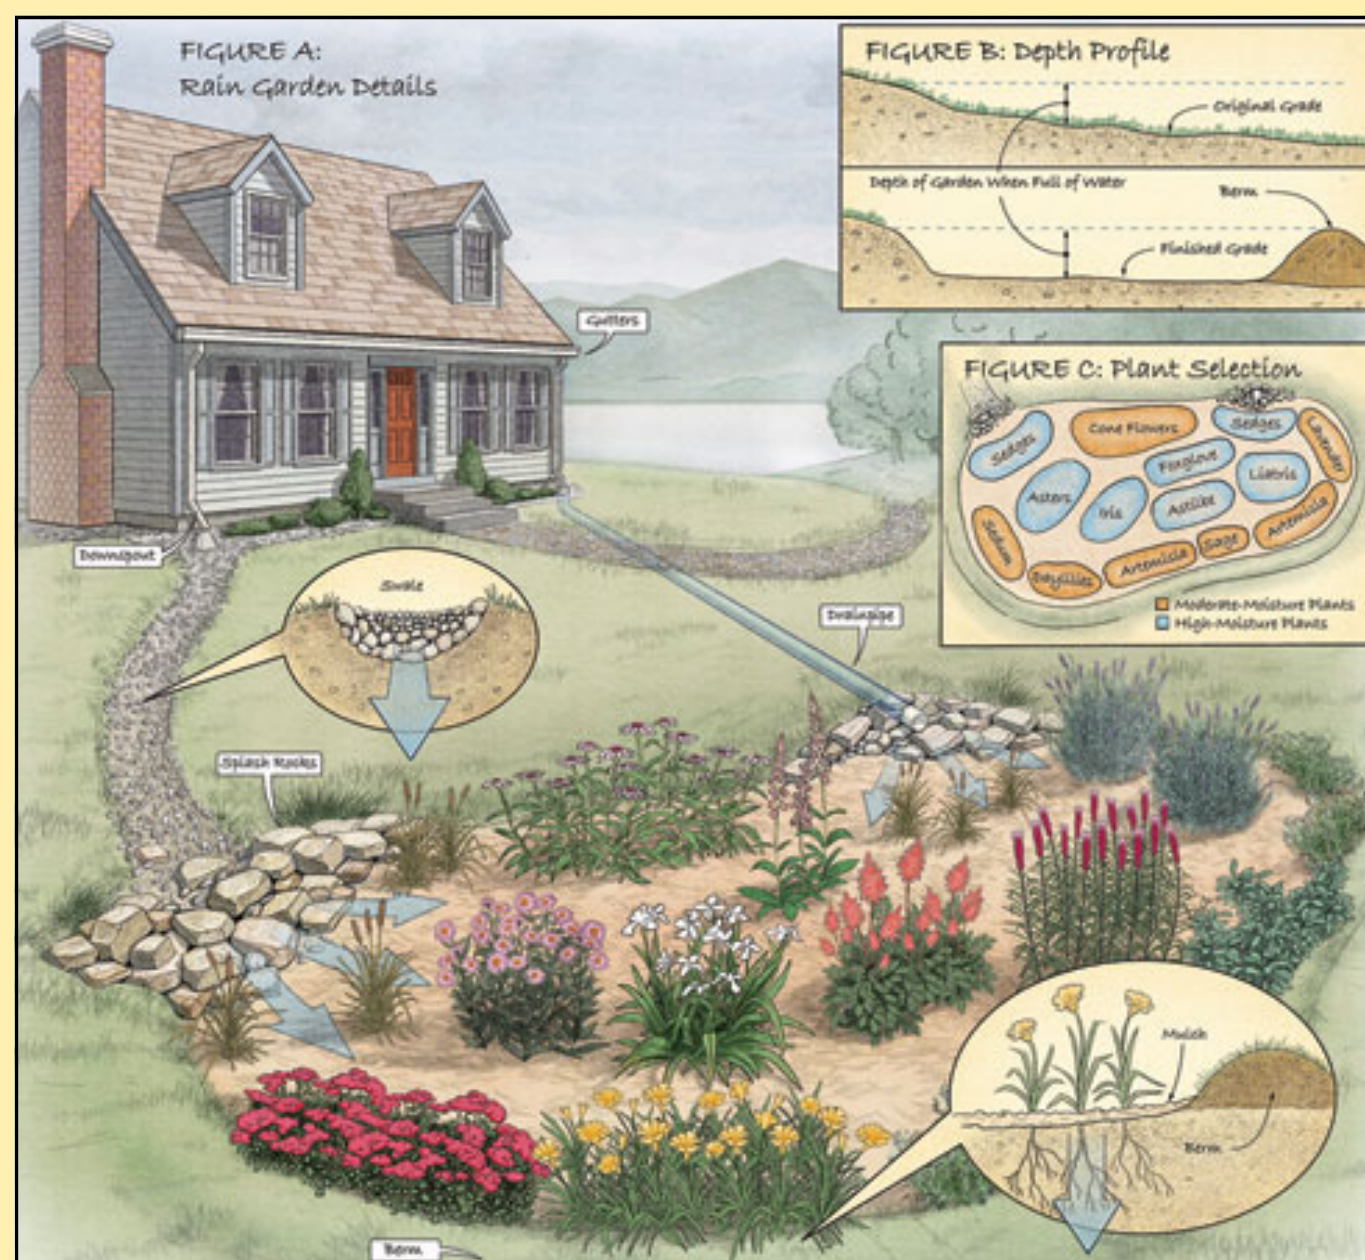 FIGURE A:
Rain Garden Details
FIGURE B: Depth Profile
Original Grade
Depth of Garden When Full of Water
Berm
Finished Grade
Gutters
FIGURE C: Plant Selection
Sedges
Cone Flowers
Sedges
Lavender
Foxglove
Liatris
Asters
Iris
Astilbe
Sedum
Daylilies
Artemisia
Sage
Artemisia
Moderate-Moisture Plants
High-Moisture Plants
Downspout
Swale
Drainpipe
Splash Rocks
Mulch
Berm
Berm